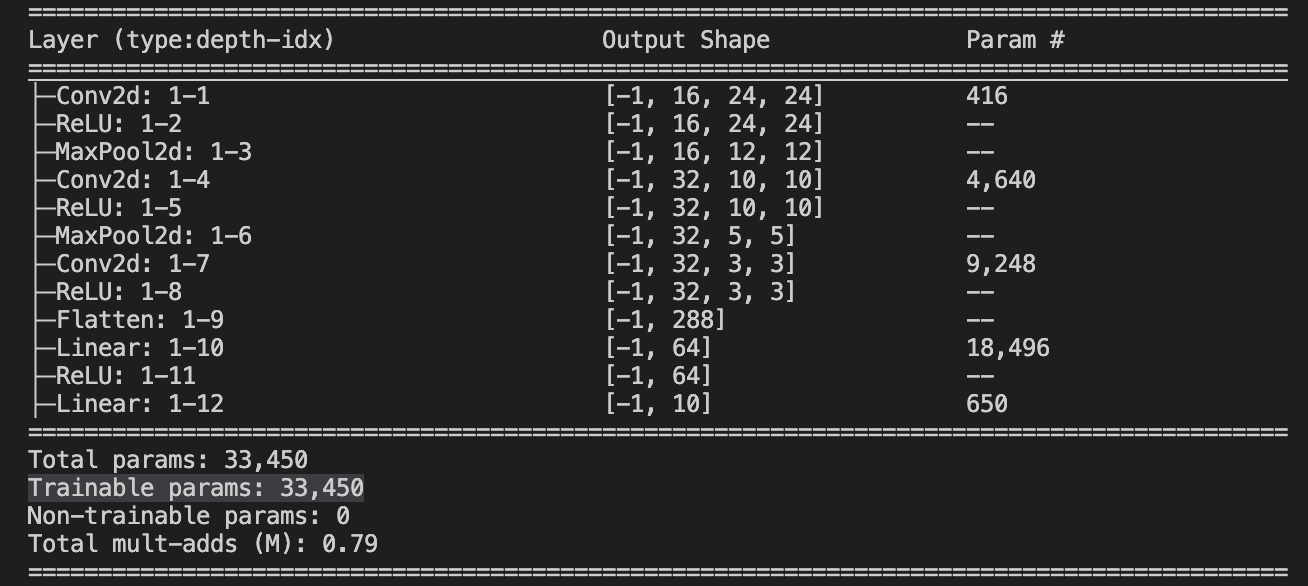 ==========================================================================================
Layer (type:depth-idx)                   Output Shape              Param #
==========================================================================================
├─Conv2d: 1-1                            [-1, 16, 24, 24]          416
├─ReLU: 1-2                              [-1, 16, 24, 24]          --
├─MaxPool2d: 1-3                         [-1, 16, 12, 12]          --
├─Conv2d: 1-4                            [-1, 32, 10, 10]          4,640
├─ReLU: 1-5                              [-1, 32, 10, 10]          --
├─MaxPool2d: 1-6                         [-1, 32, 5, 5]            --
├─Conv2d: 1-7                            [-1, 32, 3, 3]            9,248
├─ReLU: 1-8                              [-1, 32, 3, 3]            --
├─Flatten: 1-9                           [-1, 288]                 --
├─Linear: 1-10                           [-1, 64]                  18,496
├─ReLU: 1-11                             [-1, 64]                  --
├─Linear: 1-12                           [-1, 10]                  650
==========================================================================================
Total params: 33,450
Trainable params: 33,450
Non-trainable params: 0
Total mult-adds (M): 0.79
==========================================================================================